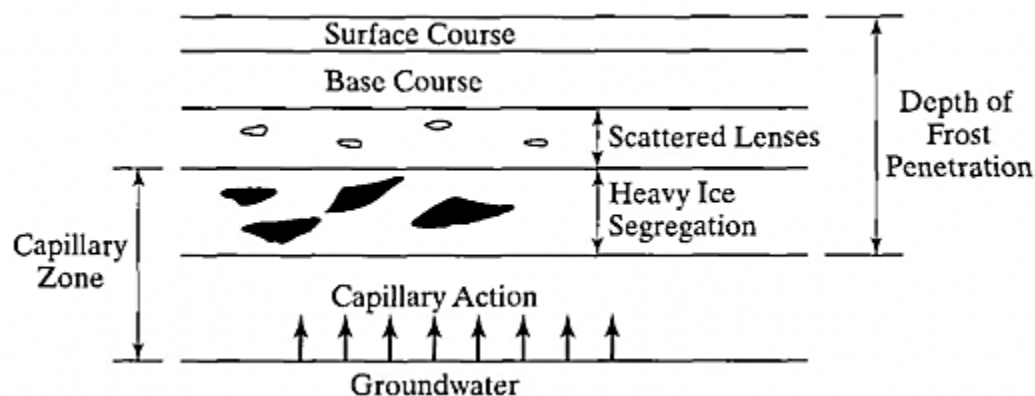 Surface Course
Base Course
Scattered Lenses
Depth of
Frost
Penetration
Heavy Ice
Segregation
Capillary
Zone
Capillary Action
Groundwater